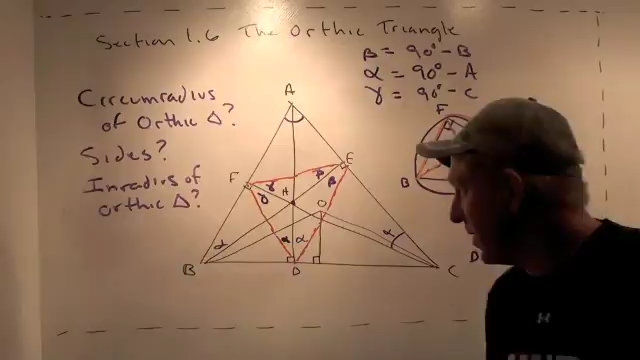 Section 1.6 The Orthic Triangle
β = 90° - B
α = 90° - A
γ = 90° - C
Circumradius
of Orthic Δ?
Sides?
Inradius of
orthic Δ?
A
F
E
γ
β
γ
β
H
O
α
α
α
α
B
D
C
F
B
D